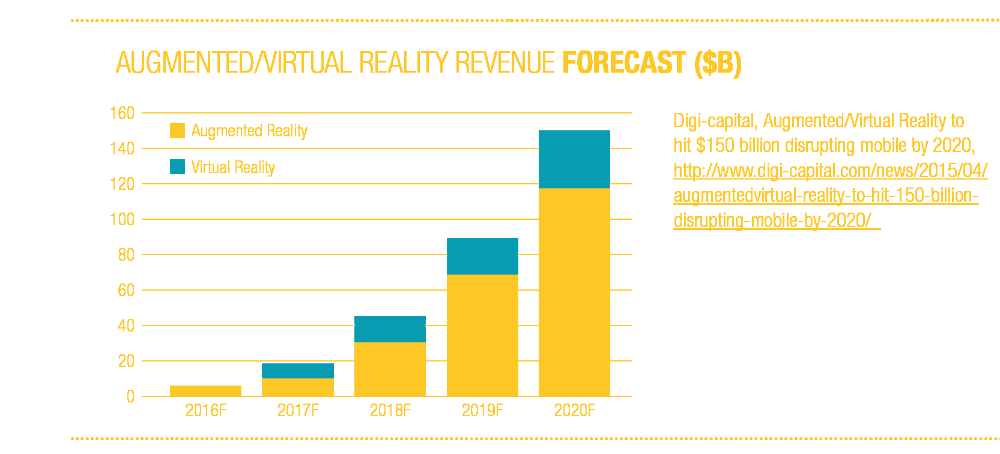 AUGMENTED/VIRTUAL REALITY REVENUE FORECAST ($B)
160
140
120
100
80
60
40
20
0
Augmented Reality
Virtual Reality
2016F
2017F
2018F
2019F
2020F
Digi-capital, Augmented/Virtual Reality to
hit $150 billion disrupting mobile by 2020,
http://www.digi-capital.com/news/2015/04/
augmentedvirtual-reality-to-hit-150-billion-
disrupting-mobile-by-2020/